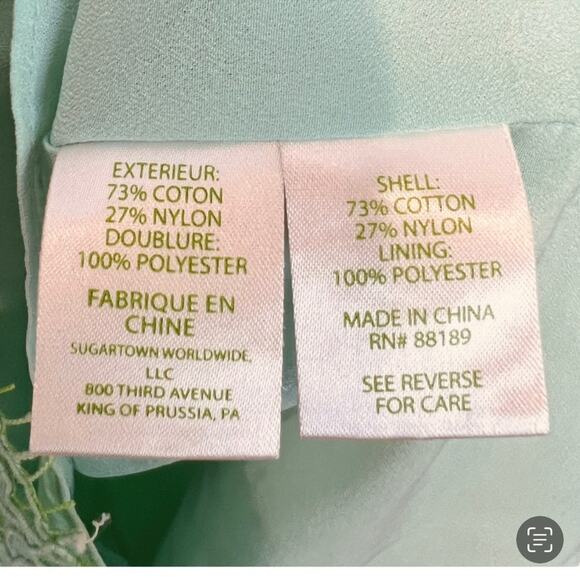 EXTERIEUR:
73% COTON
27% NYLON
DOUBLURE:
100% POLYESTER
FABRIQUE EN
CHINE
SUGARTOWN WORLDWIDE,
LLC
800 THIRD AVENUE
KING OF PRUSSIA, PA
SHELL:
73% COTTON
27% NYLON
LINING:
100% POLYESTER
MADE IN CHINA
RN# 88189
SEE REVERSE
FOR CARE